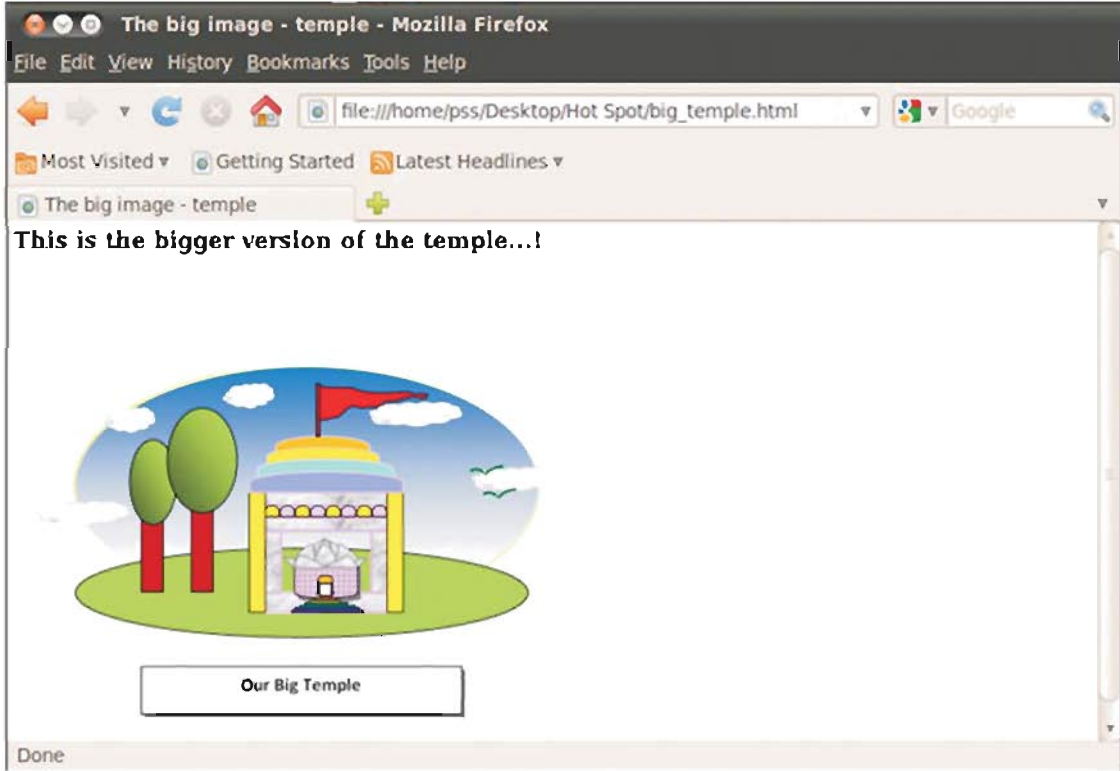 The big image - temple - Mozilla Firefox
File Edit View History Bookmarks Tools Help
file:///home/pss/Desktop/Hot Spot/big_temple.html Google
Most Visited Getting Started Latest Headlines
The big image - temple
This is the bigger version of the temple...!
Our Big Temple
Done